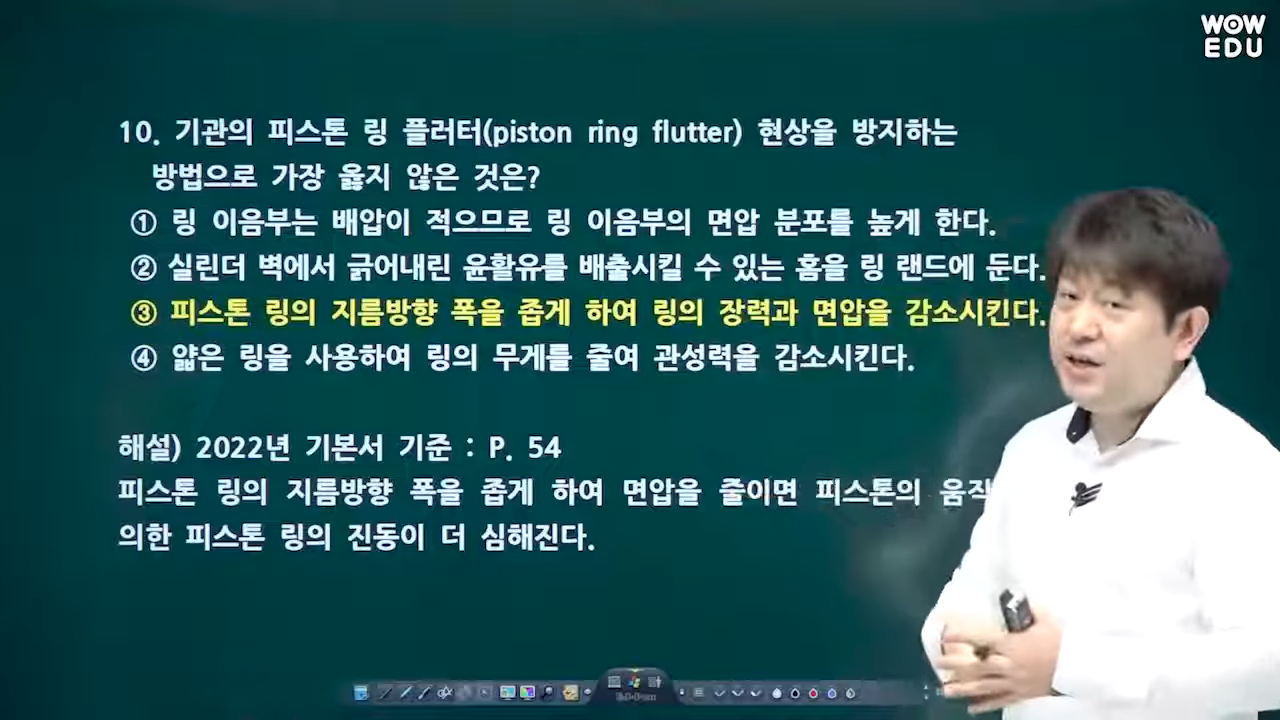 WOW
EDU
10. 기관의 피스톤 링 플러터(piston ring flutter) 현상을 방지하는
방법으로 가장 옳지 않은 것은?
① 링 이음부는 배압이 적으므로 링 이음부의 면압 분포를 높게 한다.
② 실린더 벽에서 긁어내린 윤활유를 배출시킬 수 있는 홈을 링 랜드에 둔다.
③ 피스톤 링의 지름방향 폭을 좁게 하여 링의 장력과 면압을 감소시킨다.
④ 얇은 링을 사용하여 링의 무게를 줄여 관성력을 감소시킨다.
해설) 2022년 기본서 기준 : P. 54
피스톤 링의 지름방향 폭을 좁게 하여 면압을 줄이면 피스톤의 움직
의한 피스톤 링의 진동이 더 심해진다.